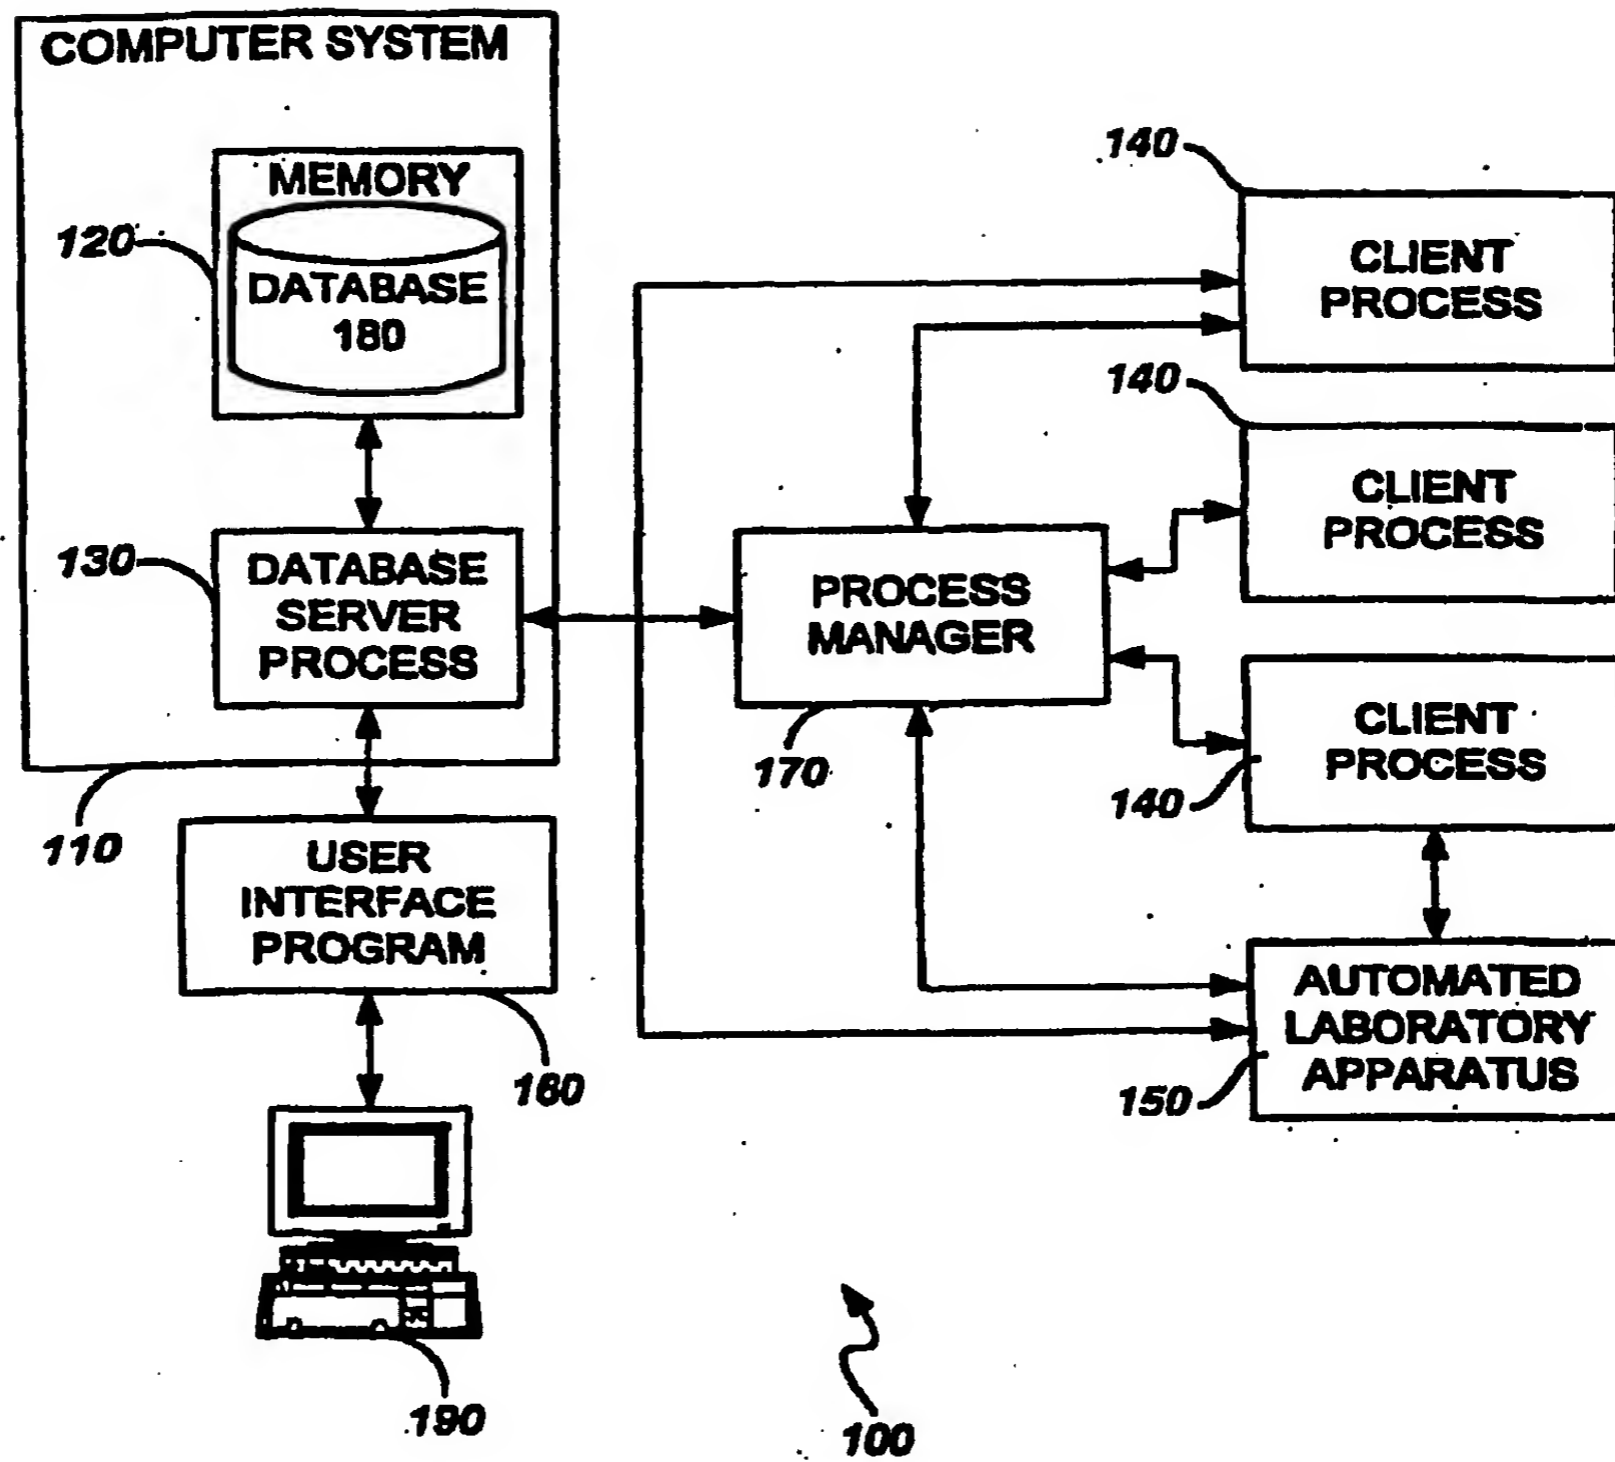 COMPUTER SYSTEM
MEMORY
120
DATABASE
180
130
DATABASE
SERVER
PROCESS
110
USER
INTERFACE
PROGRAM
160
190
140
CLIENT
PROCESS
140
CLIENT
PROCESS
PROCESS
MANAGER
170
CLIENT
PROCESS
140
AUTOMATED
LABORATORY
APPARATUS
150
100